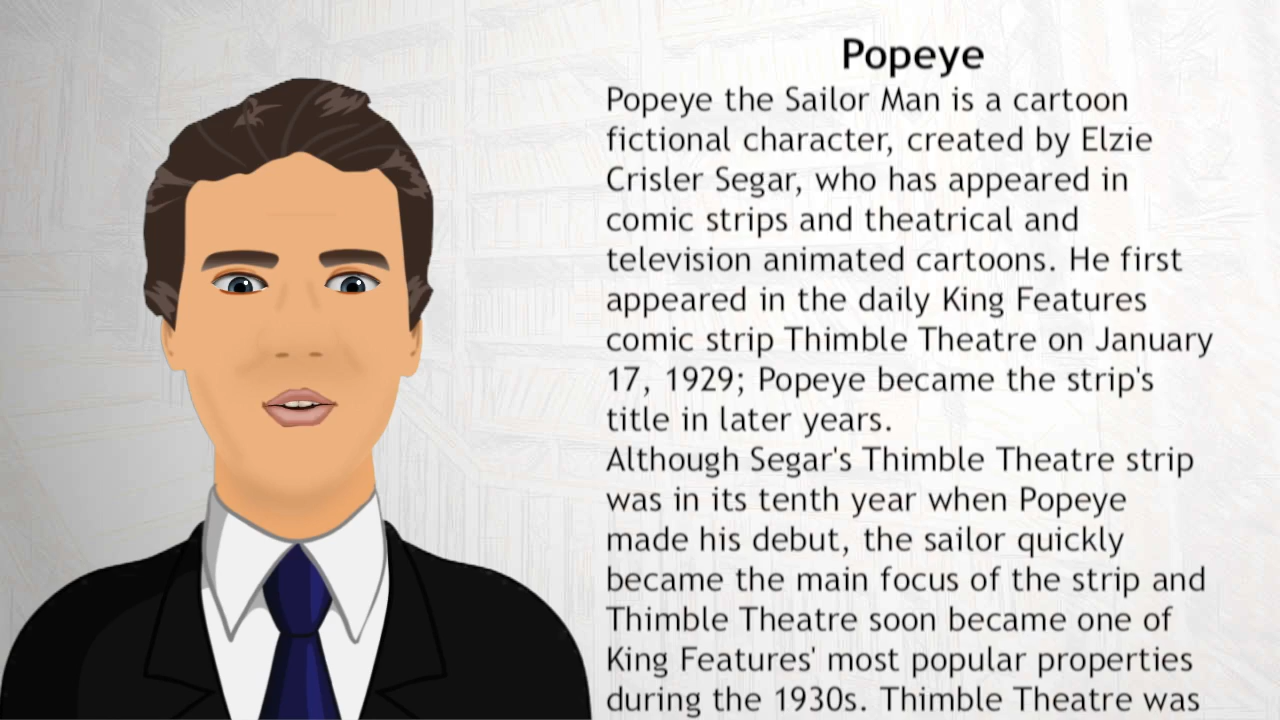 Popeye
Popeye the Sailor Man is a cartoon
fictional character, created by Elzie
Crisler Segar, who has appeared in
comic strips and theatrical and
television animated cartoons. He first
appeared in the daily King Features
comic strip Thimble Theatre on January
17, 1929; Popeye became the strip's
title in later years.
Although Segar's Thimble Theatre strip
was in its tenth year when Popeye
made his debut, the sailor quickly
became the main focus of the strip and
Thimble Theatre soon became one of
King Features' most popular properties
during the 1930s. Thimble Theatre was